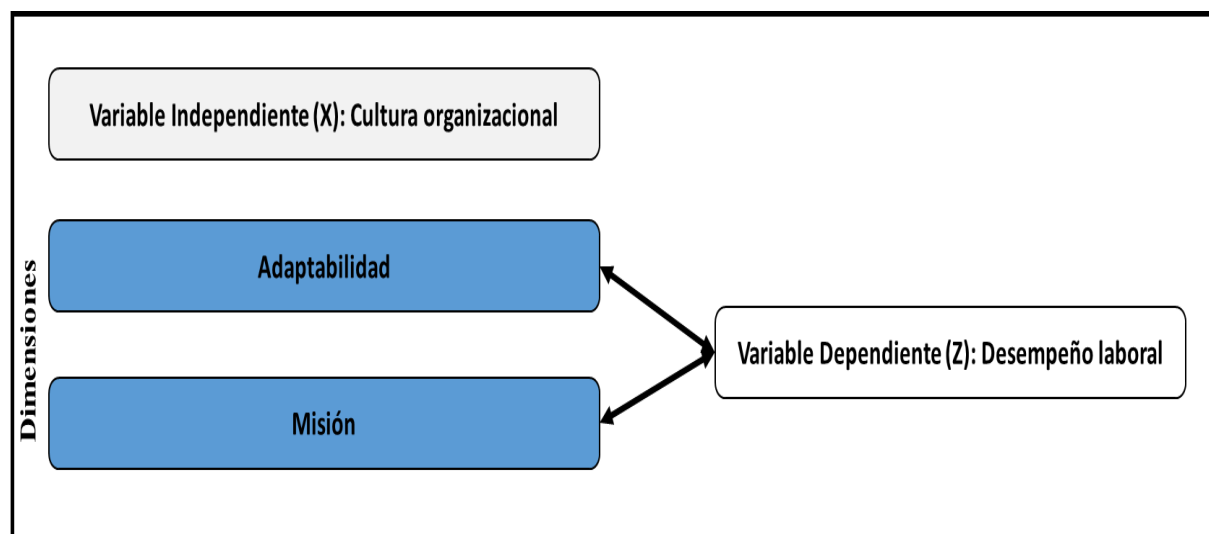 Variable Independiente (X): Cultura organizacional
Dimensiones
Adaptabilidad
Misión
Variable Dependiente (Z): Desempeño laboral